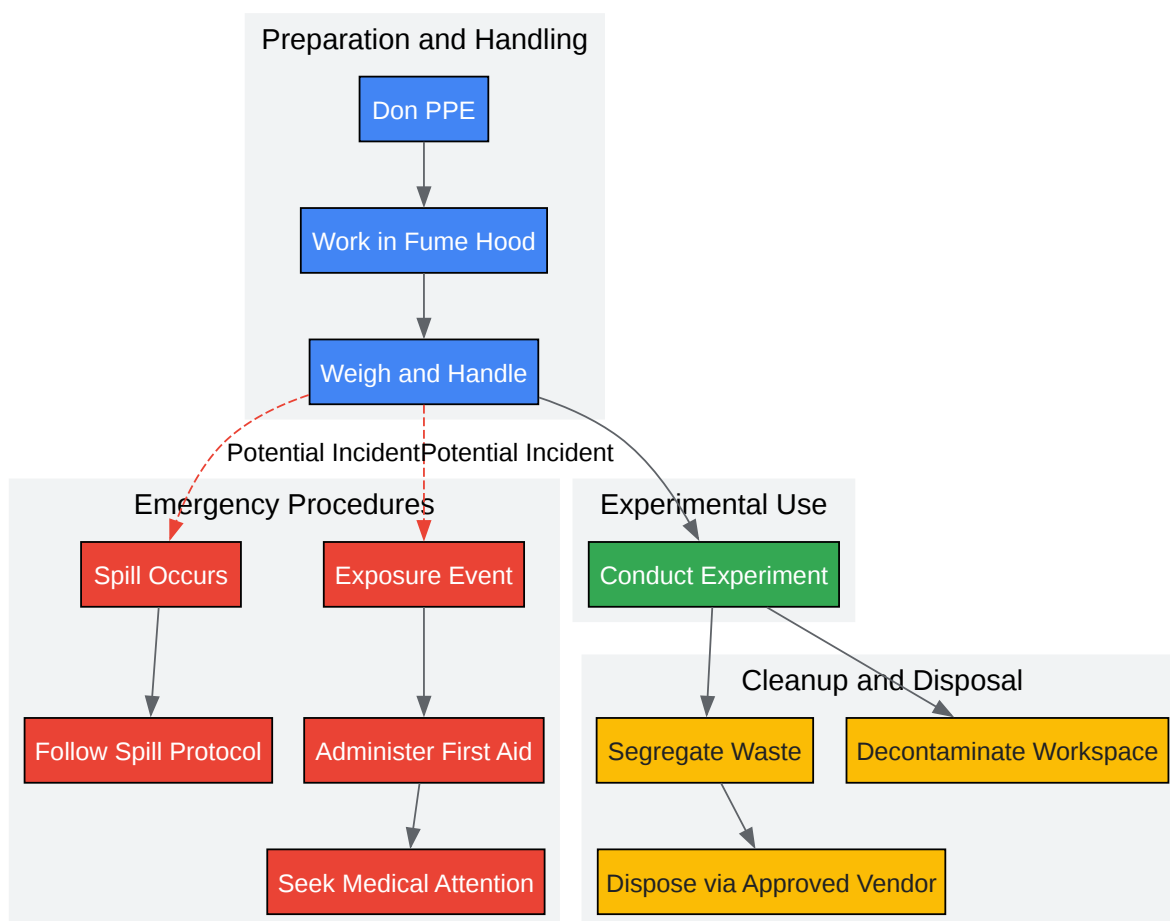 Preparation and Handling
Don PPE
Work in Fume Hood
Weigh and Handle
Potential Incident
Potential Incident
Emergency Procedures
Experimental Use
Spill Occurs
Exposure Event
Conduct Experiment
Cleanup and Disposal
Follow Spill Protocol
Administer First Aid
Segregate Waste
Decontaminate Workspace
Seek Medical Attention
Dispose via Approved Vendor